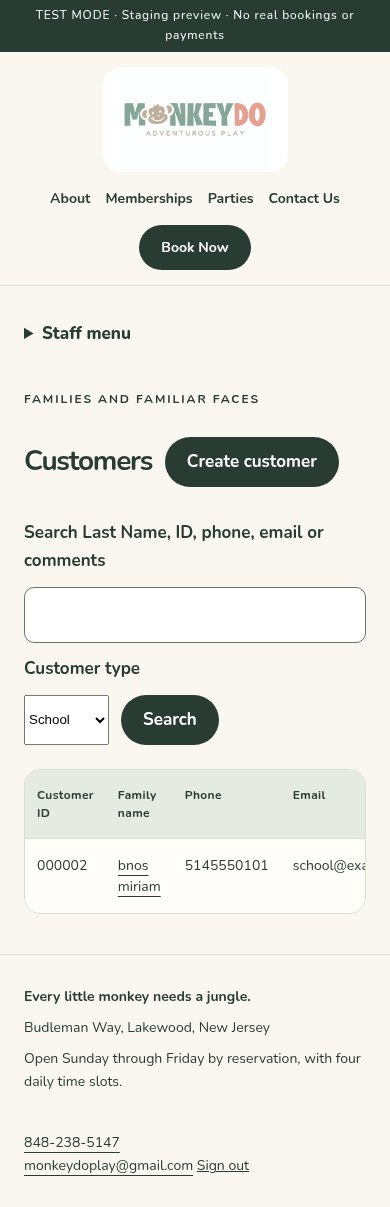 TEST MODE · Staging preview · No real bookings or
payments
MONKEYDO
ADVENTUROUS PLAY
About Memberships Parties Contact Us
Book Now
Staff menu
FAMILIES AND FAMILIAR FACES
Customers Create customer
Search Last Name, ID, phone, email or
comments
Customer type
School Search
Customer ID Family name Phone Email
000002 bnos miriam 5145550101 school@exa
Every little monkey needs a jungle.
Budleman Way, Lakewood, New Jersey
Open Sunday through Friday by reservation, with four
daily time slots.
848-238-5147
monkeydoplay@gmail.com Sign out